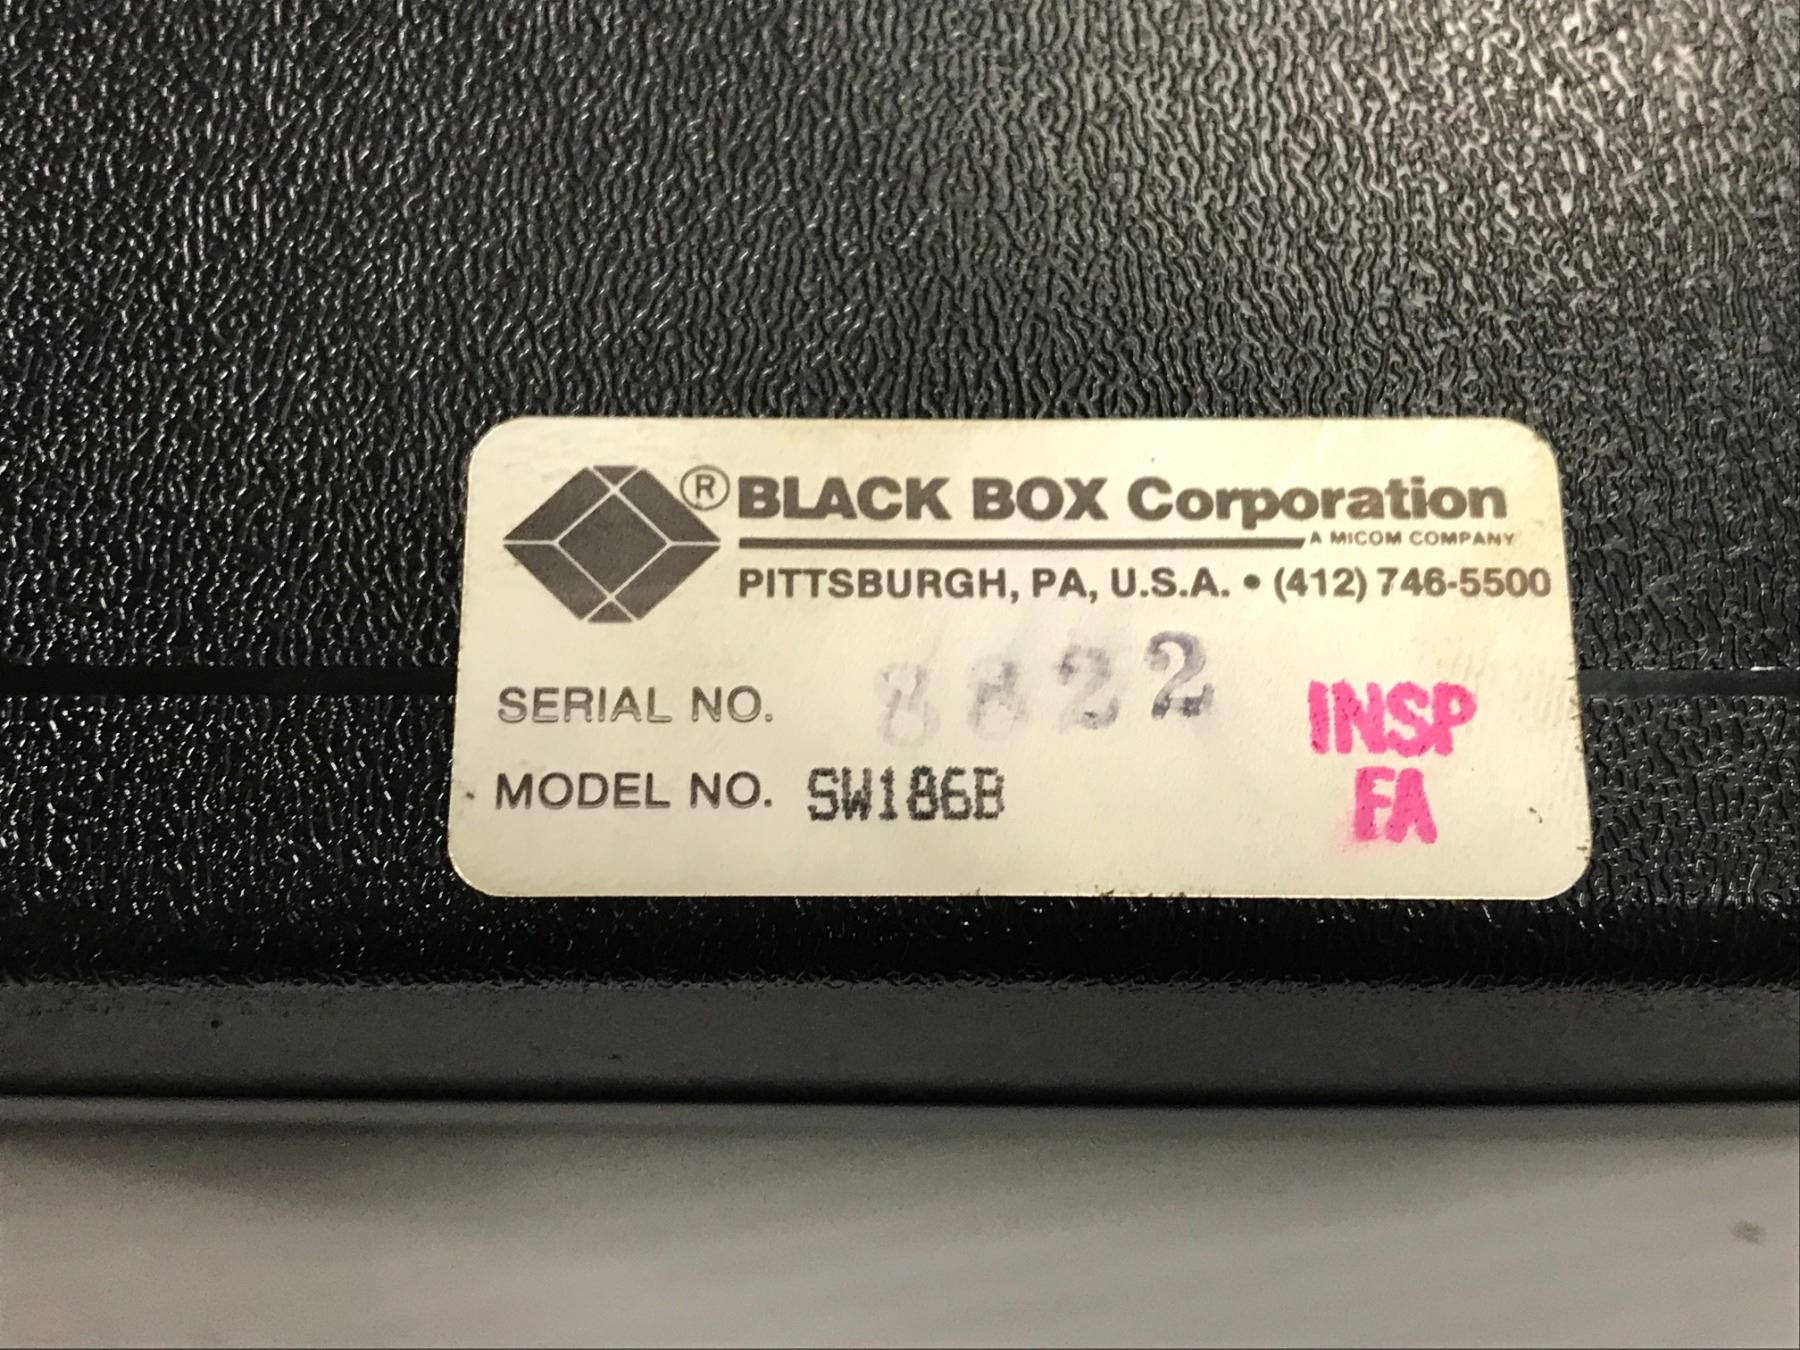 ® BLACK BOX Corporation
A MICOM COMPANY
PITTSBURGH, PA, U.S.A. • (412) 746-5500
SERIAL NO. 8822
MODEL NO. SW186B
INSP
FA